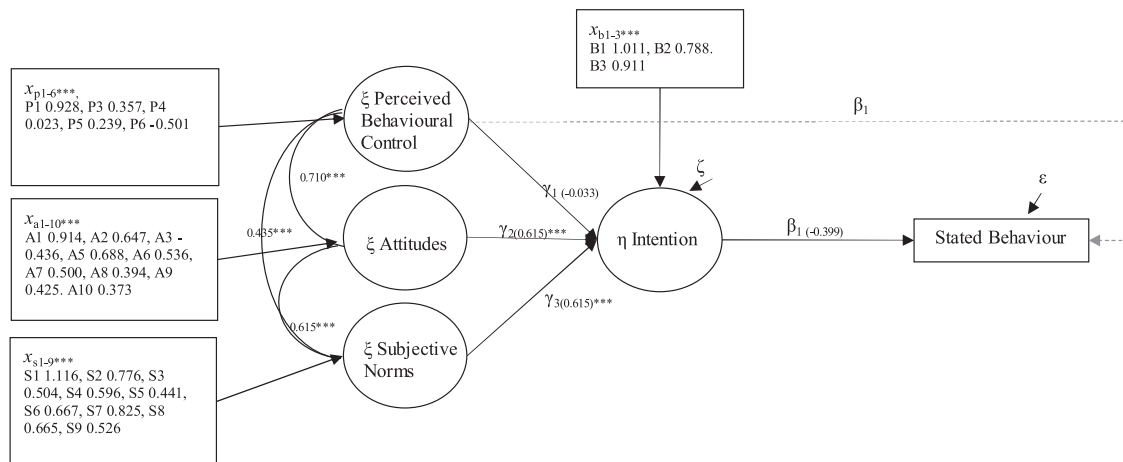 x_p1-6***,
P1 0.928, P3 0.357, P4
0.023, P5 0.239, P6 -0.501
x_a1-10***
A1 0.914, A2 0.647, A3 -
0.436, A5 0.688, A6 0.536,
A7 0.500, A8 0.394, A9
0.425. A10 0.373
x_s1-9***
S1 1.116, S2 0.776, S3
0.504, S4 0.596, S5 0.441,
S6 0.667, S7 0.825, S8
0.665, S9 0.526
0.710***
0.435***
0.615***
ξ Perceived
Behavioural
Control
ξ Attitudes
ξ Subjective
Norms
γ1 (-0.033)
γ2(0.615)***
γ3(0.615)***
x_b1-3***
B1 1.011, B2 0.788.
B3 0.911
ζ
η Intention
β1
β1 (-0.399)
ε
Stated Behaviour